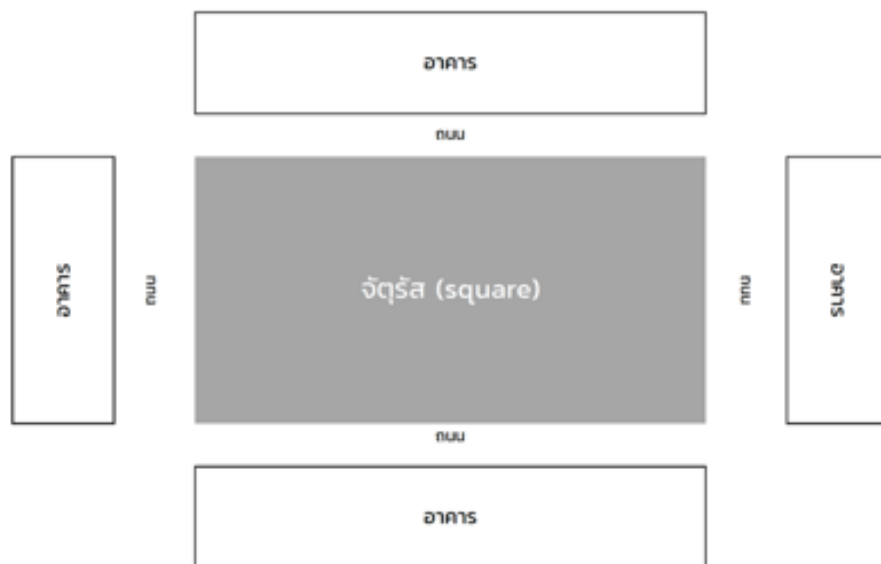 อาคาร
ถนน
อาคาร
ถนน
จัตุรัส (square)
ถนน
อาคาร
ถนน
อาคาร